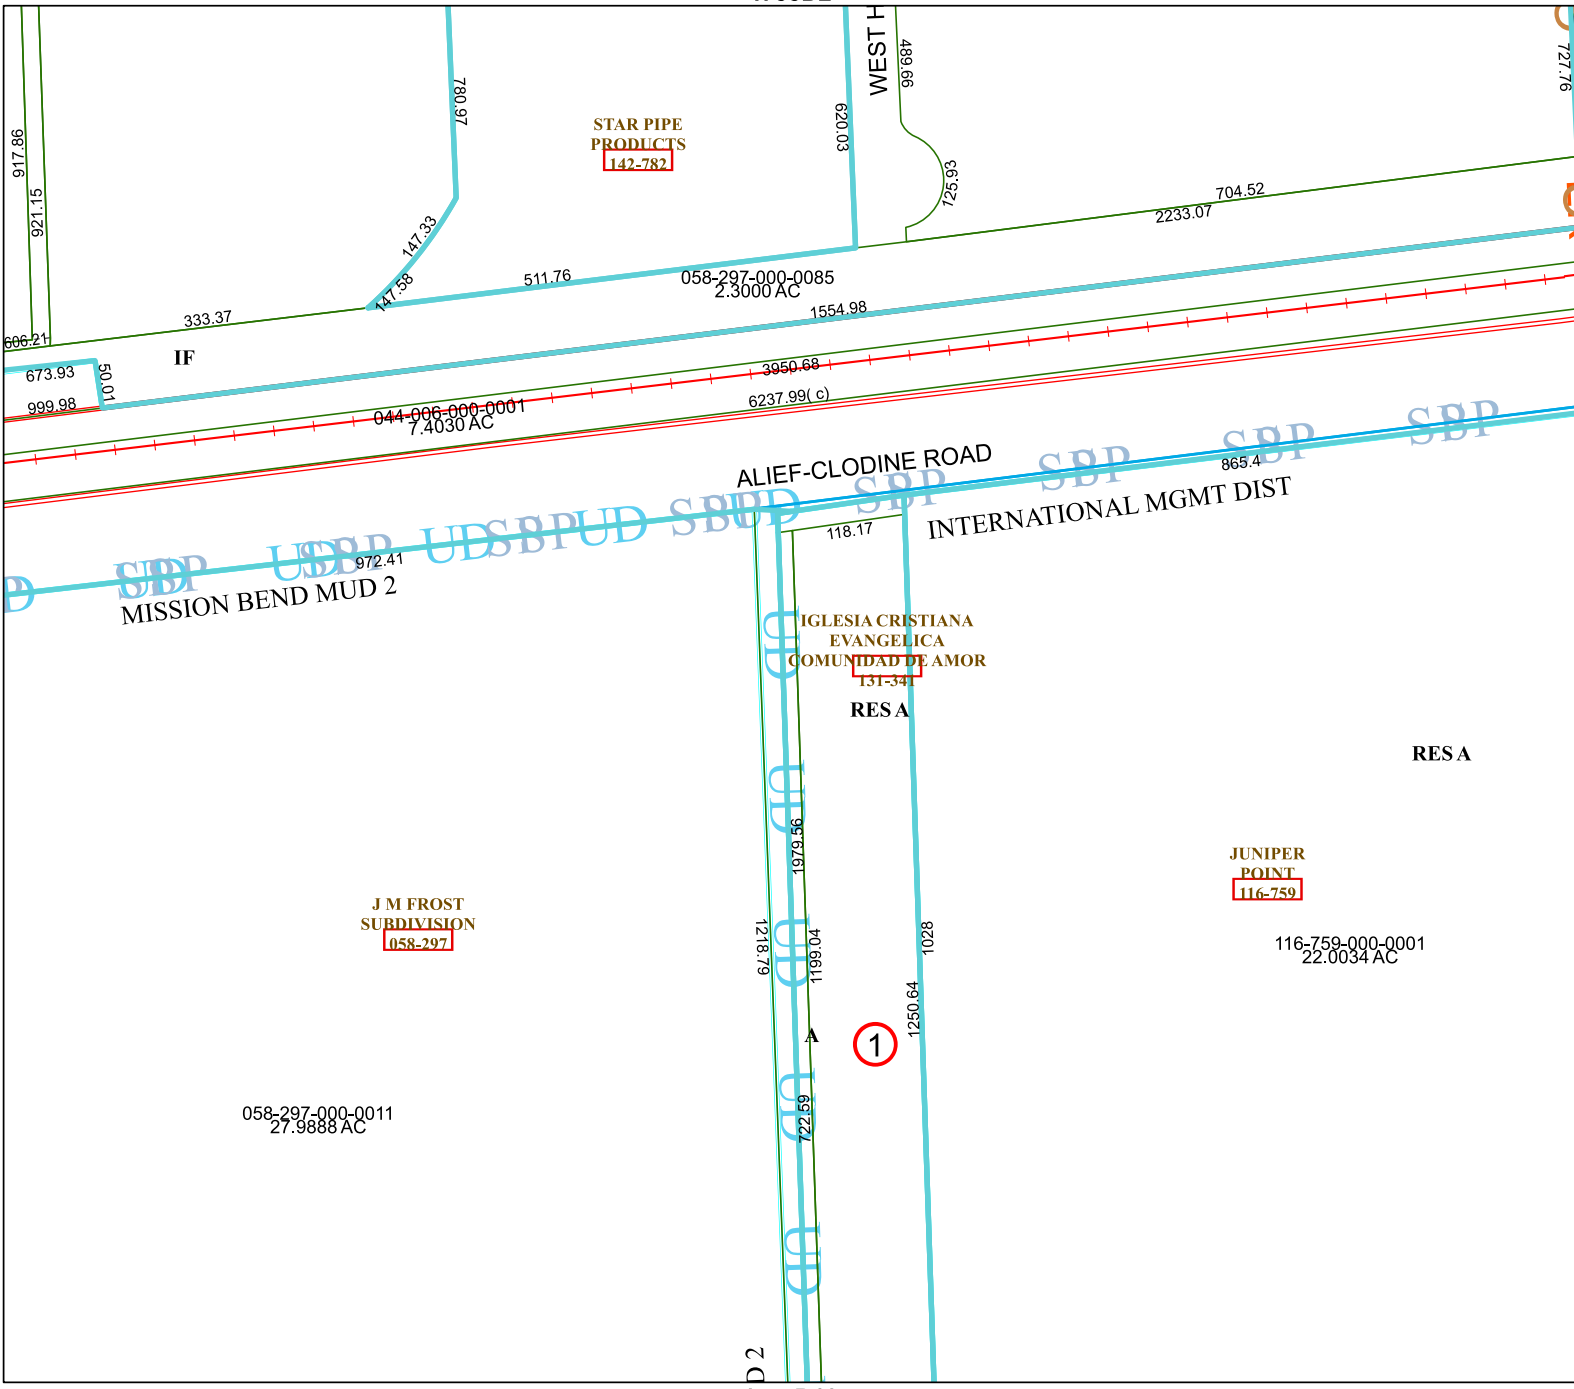 WEST H
489.66
727.76
780.97
620.03
917.86
921.15
STAR PIPE
PRODUCTS
142-782
125.93
704.52
2233.07
147.33
147.58
511.76
058-297-000-0085
2.3000 AC
1554.98
333.37
606.21
IF
673.93
50.01
999.98
3950.68
6237.99( c)
044-006-000-0001
7.4030 AC
ALIEF-CLODINE ROAD
865.4
INTERNATIONAL MGMT DIST
118.17
972.41
MISSION BEND MUD 2
IGLESIA CRISTIANA
EVANGELICA
COMUNIDAD DE AMOR
131-341
RES A
RES A
1979.56
JUNIPER
POINT
116-759
J M FROST
SUBDIVISION
058-297
1218.79
1199.04
1028
116-759-000-0001
22.0034 AC
1250.64
A
1
722.59
058-297-000-0011
27.9888 AC
D 2